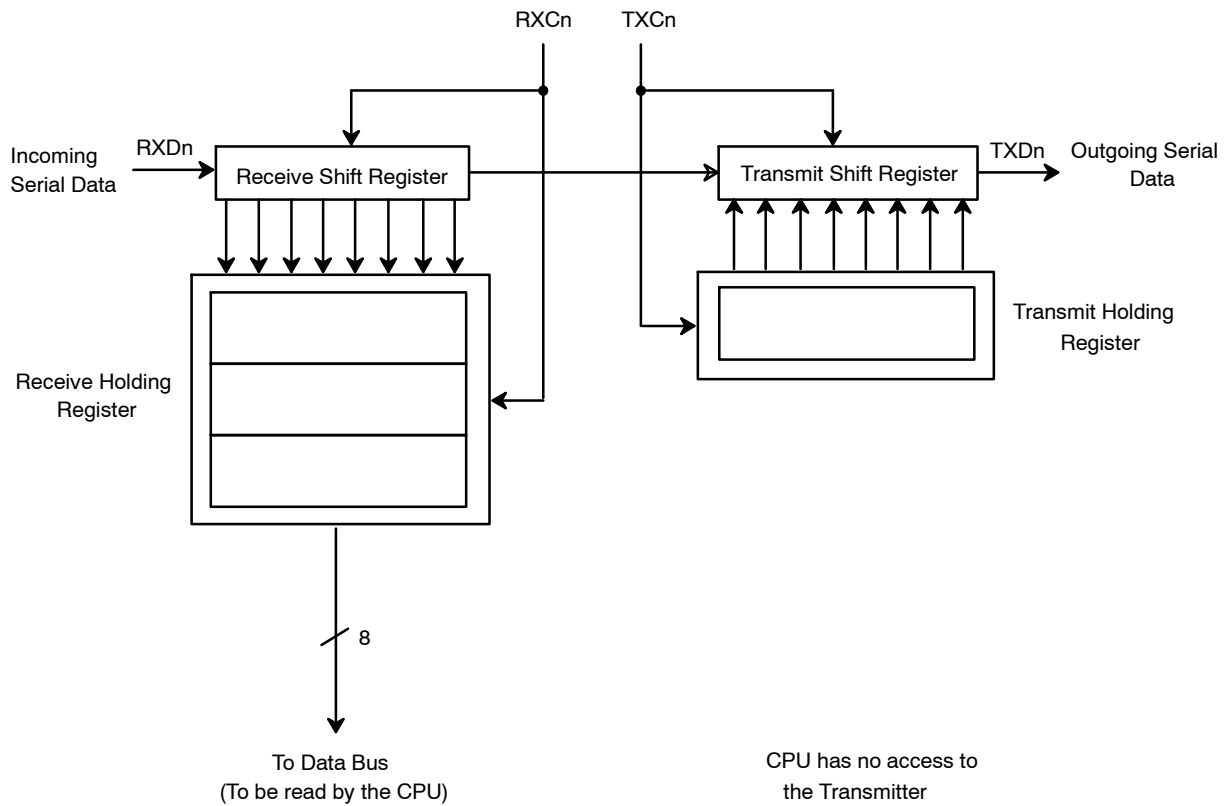 RXCn
TXCn
Incoming
Serial Data
RXDn
Receive Shift Register
Transmit Shift Register
TXDn
Outgoing Serial
Data
Receive Holding
Register
Transmit Holding
Register
8
To Data Bus
(To be read by the CPU)
CPU has no access to
the Transmitter